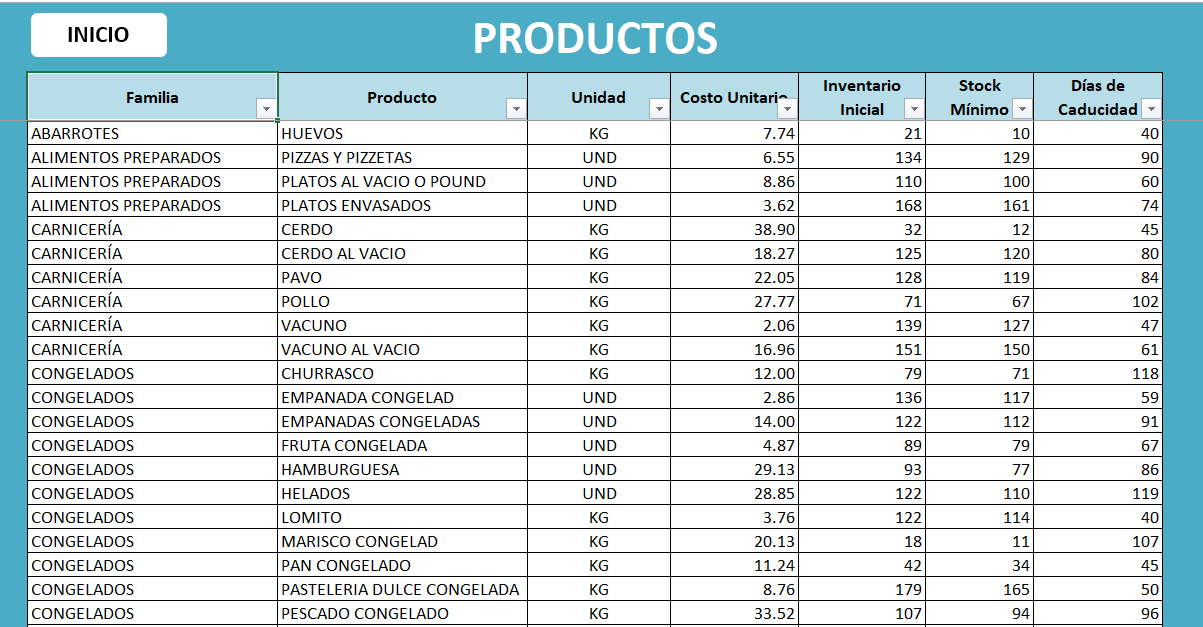 INICIO
PRODUCTOS
Familia Producto Unidad Costo Unitario Inventario Inicial Stock Mínimo Días de Caducidad
ABARROTES HUEVOS KG 7.74 21 10 40
ALIMENTOS PREPARADOS PIZZAS Y PIZZETAS UND 6.55 134 129 90
ALIMENTOS PREPARADOS PLATOS AL VACIO O POUND UND 8.86 110 100 60
ALIMENTOS PREPARADOS PLATOS ENVASADOS UND 3.62 168 161 74
CARNICERÍA CERDO KG 38.90 32 12 45
CARNICERÍA CERDO AL VACIO KG 18.27 125 120 80
CARNICERÍA PAVO KG 22.05 128 119 84
CARNICERÍA POLLO KG 27.77 71 67 102
CARNICERÍA VACUNO KG 2.06 139 127 47
CARNICERÍA VACUNO AL VACIO KG 16.96 151 150 61
CONGELADOS CHURRASCO KG 12.00 79 71 118
CONGELADOS EMPANADA CONGELAD UND 2.86 136 117 59
CONGELADOS EMPANADAS CONGELADAS UND 14.00 122 112 91
CONGELADOS FRUTA CONGELADA UND 4.87 89 79 67
CONGELADOS HAMBURGUESA UND 29.13 93 77 86
CONGELADOS HELADOS UND 28.85 122 110 119
CONGELADOS LOMITO KG 3.76 122 114 40
CONGELADOS MARISCO CONGELAD KG 20.13 18 11 107
CONGELADOS PAN CONGELADO KG 11.24 42 34 45
CONGELADOS PASTELERIA DULCE CONGELADA KG 8.76 179 165 50
CONGELADOS PESCADO CONGELADO KG 33.52 107 94 96